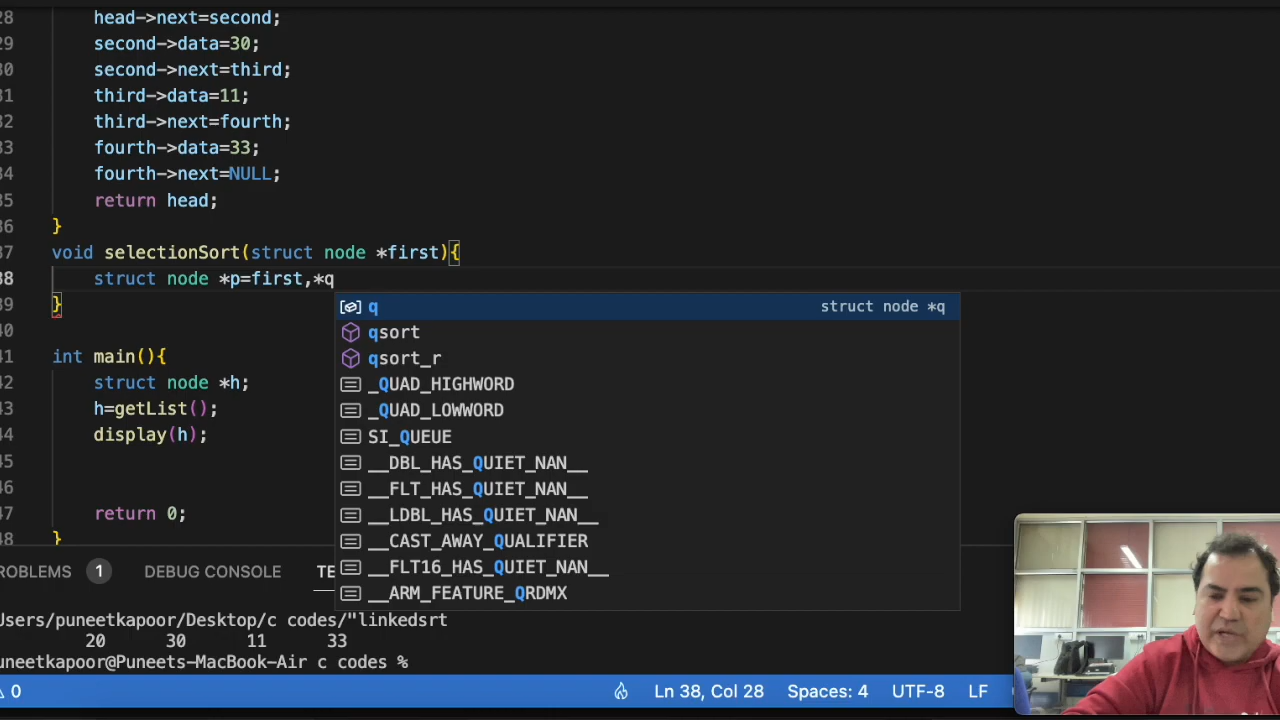 28 head->next=second;
29 second->data=30;
30 second->next=third;
31 third->data=11;
32 third->next=fourth;
33 fourth->data=33;
34 fourth->next=NULL;
35 return head;
36 }
37 void selectionSort(struct node *first){
38 struct node *p=first,*q
39 }
q struct node *q
qsort
40
qsort_r
41 int main(){
_QUAD_HIGHWORD
42 struct node *h;
_QUAD_LOWWORD
43 h=getList();
SI_QUEUE
44 display(h);
__DBL_HAS_QUIET_NAN__
45
__FLT_HAS_QUIET_NAN__
46
__LDBL_HAS_QUIET_NAN__
47 return 0;
__CAST_AWAY_QUALIFIER
48 }
__FLT16_HAS_QUIET_NAN__
ROBLEMS 1 DEBUG CONSOLE TE
__ARM_FEATURE_QRDMX
Users/puneetkapoor/Desktop/c codes/"linkedsrt
20 30 11 33
uneetkapoor@Puneets-MacBook-Air c codes %
0 Ln 38, Col 28 Spaces: 4 UTF-8 LF